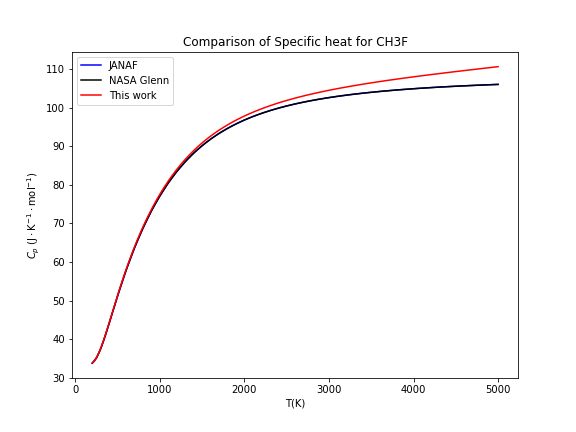 Comparison of Specific heat for CH3F
JANAF
NASA Glenn
This work
110
100
90
80
70
60
50
40
30
C_p (J · K⁻¹ · mol⁻¹)
0 1000 2000 3000 4000 5000
T(K)